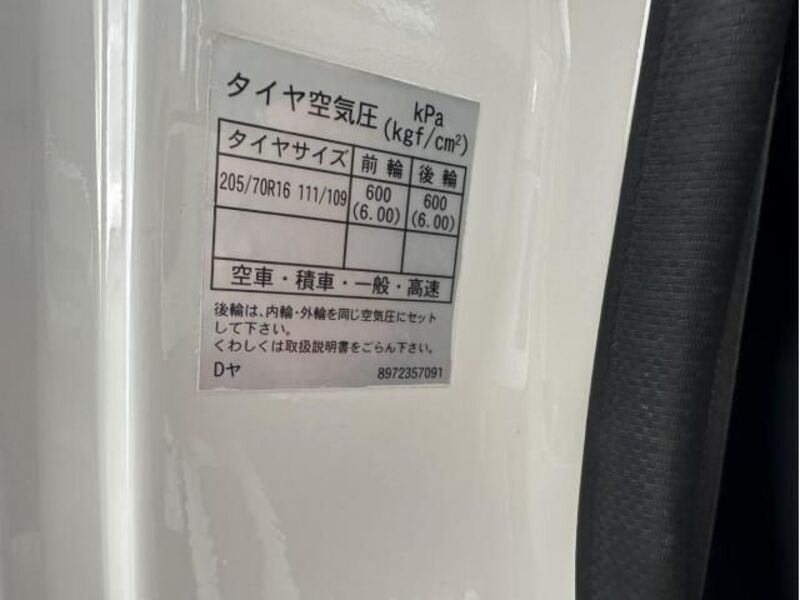 タイヤ空気圧 kPa
(kgf/cm²)
タイヤサイズ 前輪 後輪
205/70R16 111/109 600 600
(6.00) (6.00)
空車・積車・一般・高速
後輪は、内輪・外輪を同じ空気圧にセット
して下さい。
くわしくは取扱説明書をごらん下さい。
Dヤ 8972357091